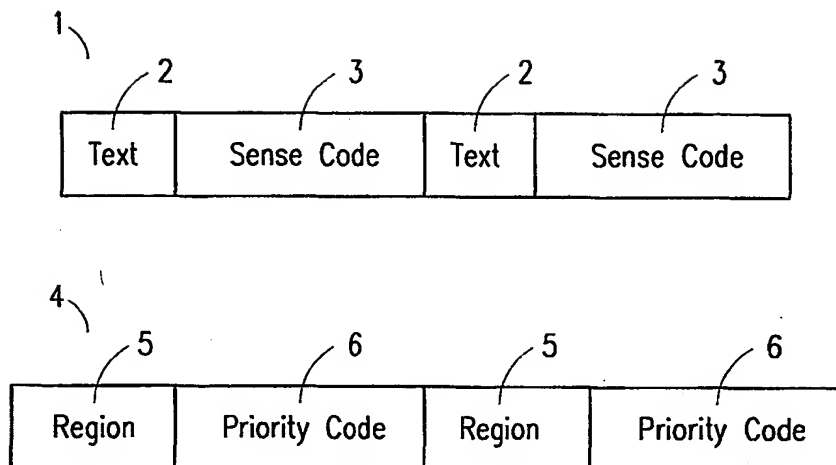 1
2 3 2 3
Text Sense Code Text Sense Code
4
5 6 5 6
Region Priority Code Region Priority Code